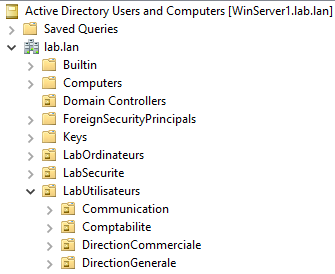 Active Directory Users and Computers [WinServer1.lab.lan]
Saved Queries
lab.lan
Builtin
Computers
Domain Controllers
ForeignSecurityPrincipals
Keys
LabOrdinateurs
LabSecurite
LabUtilisateurs
Communication
Comptabilite
DirectionCommerciale
DirectionGenerale